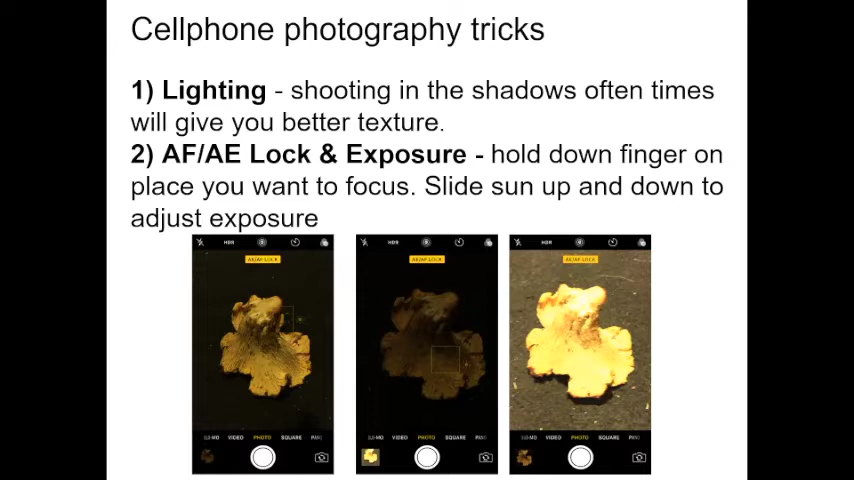 Cellphone photography tricks
1) Lighting - shooting in the shadows often times
will give you better texture.
2) AF/AE Lock & Exposure - hold down finger on
place you want to focus. Slide sun up and down to
adjust exposure
HDR HDR HDR
AE/AF LOCK AE/AF LOCK AE/AF LOCK
SLO-MO VIDEO PHOTO SQUARE PANO SLO-MO VIDEO PHOTO SQUARE PANO SLO-MO VIDEO PHOTO SQUARE PANO